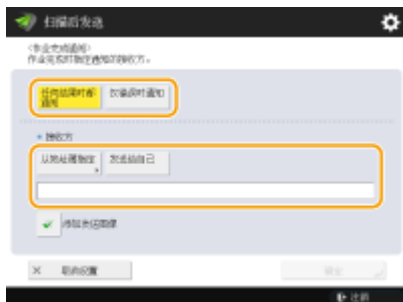 扫描后发送
<作业完成通知>
作业完成时指定通知的接收方。
任何结果时都通知
仅错误时通知
接收方
从地址簿指定
发送给自己
附加发送图像
取消设置
确定
注销